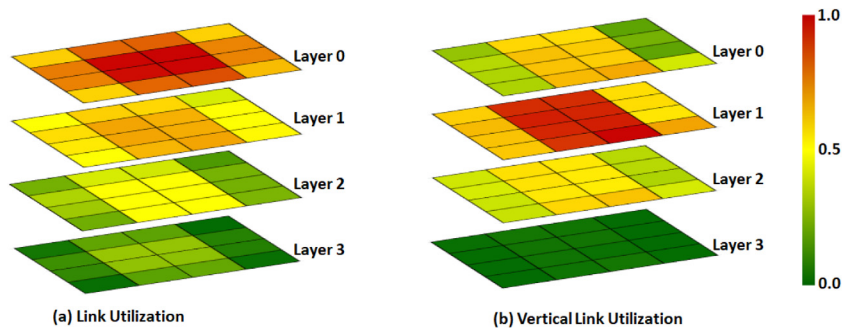 Layer 0
Layer 1
Layer 2
Layer 3
(a) Link Utilization
Layer 0
Layer 1
Layer 2
Layer 3
(b) Vertical Link Utilization
1.0
0.5
0.0